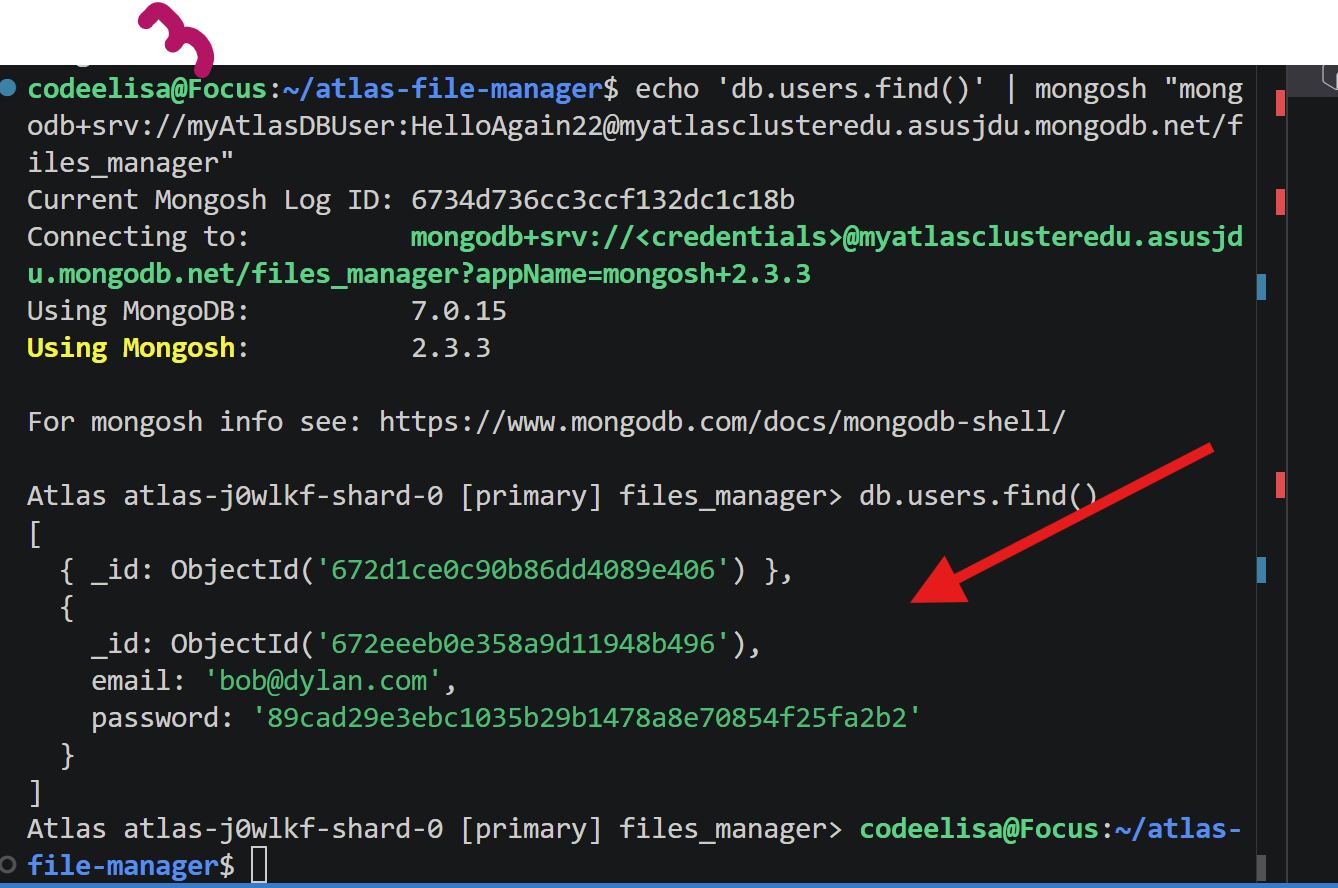 3
codeelisa@Focus:~/atlas-file-manager$ echo 'db.users.find()' | mongosh "mong
odb+srv://myAtlasDBUser:HelloAgain22@myatlasclusteredu.asusjdu.mongodb.net/f
iles_manager"
Current Mongosh Log ID: 6734d736cc3ccf132dc1c18b
Connecting to:          mongodb+srv://<credentials>@myatlasclusteredu.asusjd
u.mongodb.net/files_manager?appName=mongosh+2.3.3
Using MongoDB:          7.0.15
Using Mongosh:          2.3.3
For mongosh info see: https://www.mongodb.com/docs/mongodb-shell/
Atlas atlas-j0wlkf-shard-0 [primary] files_manager> db.users.find()
[
  { _id: ObjectId('672d1ce0c90b86dd4089e406') },
  {
    _id: ObjectId('672eeeb0e358a9d11948b496'),
    email: 'bob@dylan.com',
    password: '89cad29e3ebc1035b29b1478a8e70854f25fa2b2'
  }
]
Atlas atlas-j0wlkf-shard-0 [primary] files_manager> codeelisa@Focus:~/atlas-
file-manager$